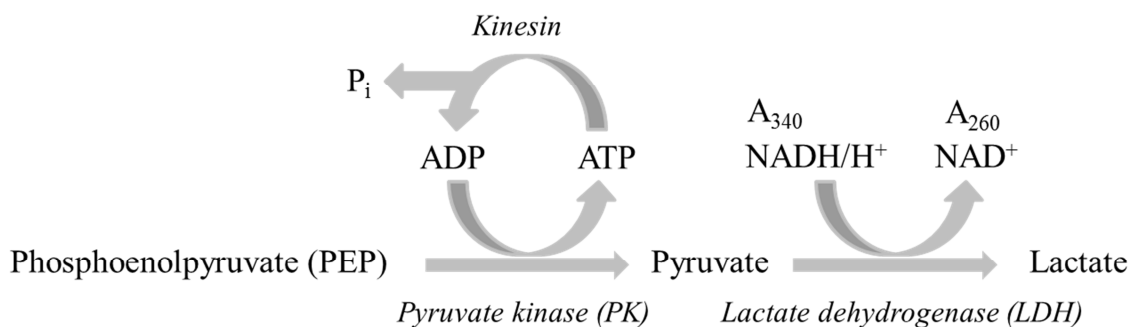 Kinesin
Pᵢ
A₃₄₀ A₂₆₀
ADP ATP NADH/H⁺ NAD⁺
Phosphoenolpyruvate (PEP) Pyruvate Lactate
Pyruvate kinase (PK) Lactate dehydrogenase (LDH)